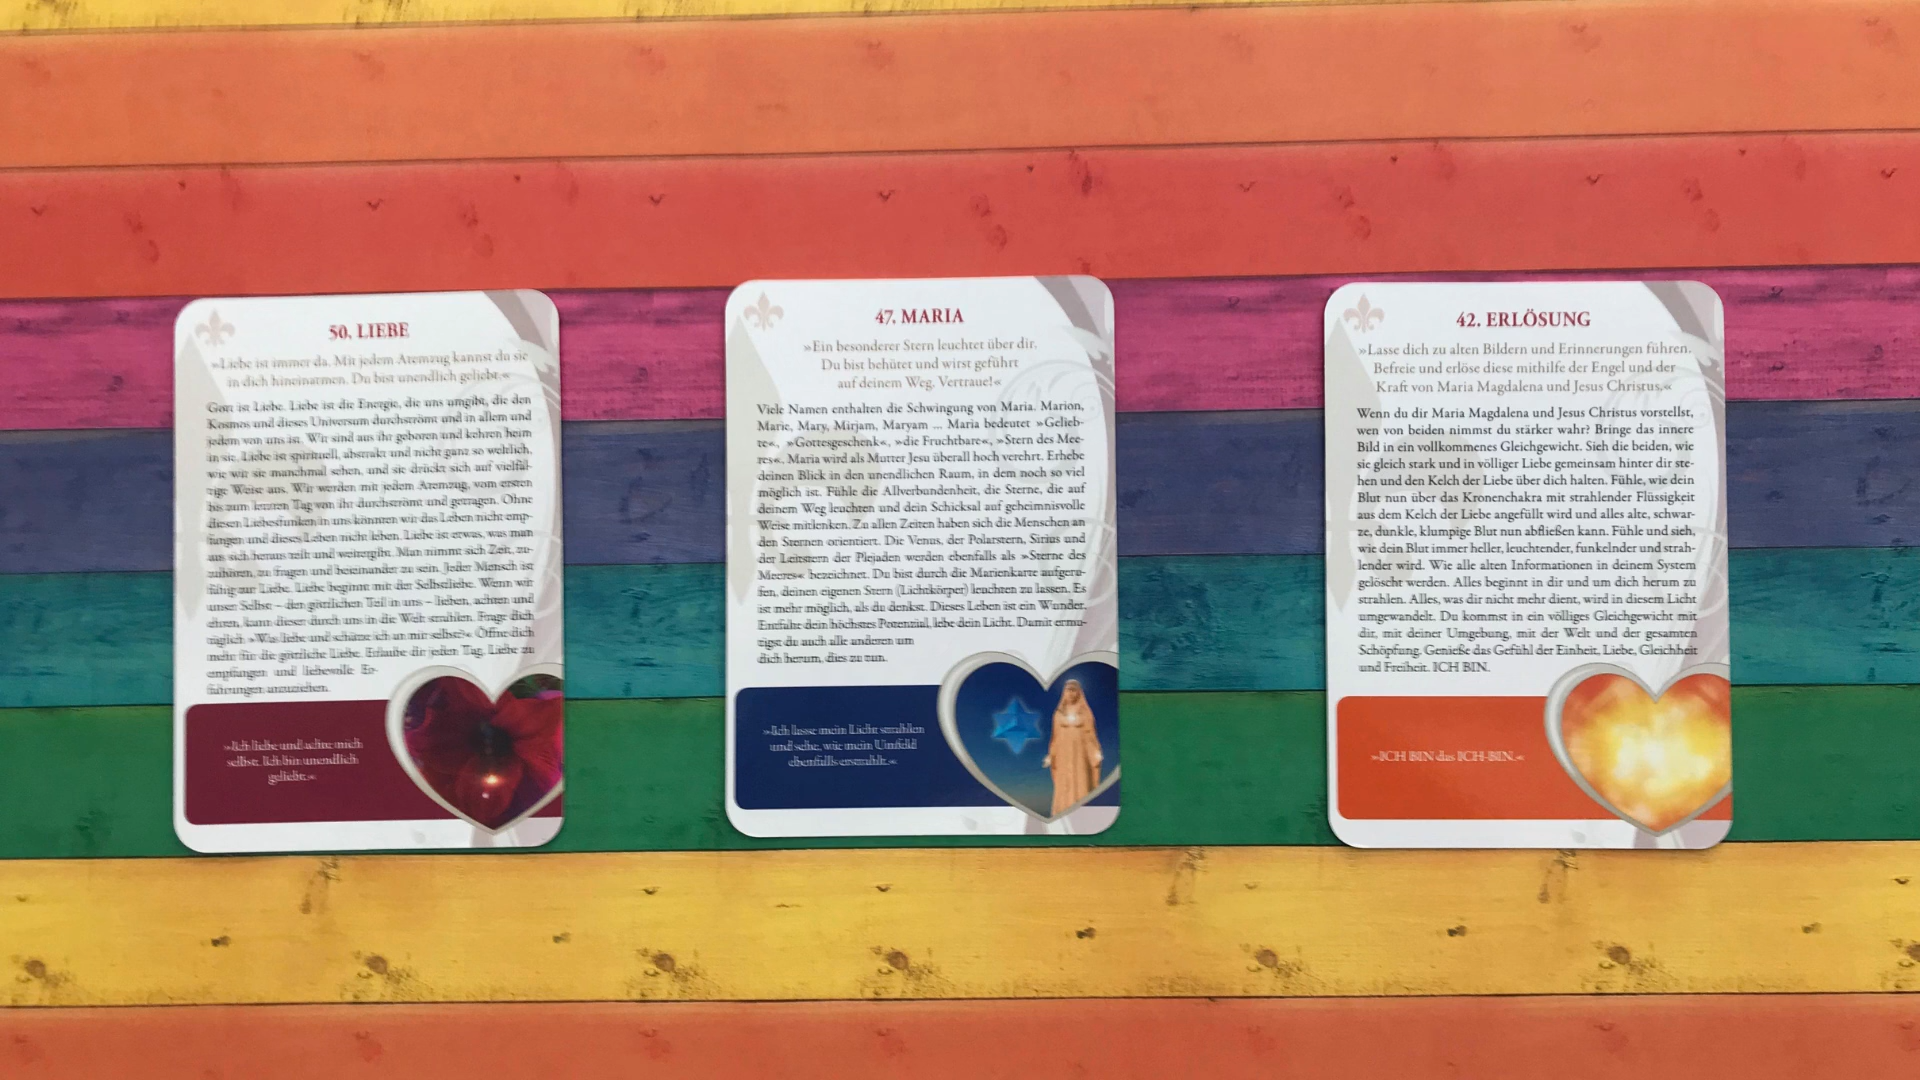 50. LIEBE
»Liebe ist immer da. Mit jedem Atemzug kannst du sie
in dich hineinatmen. Du bist unendlich geliebt.«
Gott ist Liebe. Liebe ist die Energie, die uns umgibt, die den
Kosmos und dieses Universum durchströmt und in allem und
jedem von uns ist. Wir sind aus ihr geboren und kehren heim
in sie. Liebe ist spirituell, abstrakt und nicht ganz so weltlich,
wie wir sie manchmal sehen, und sie drückt sich auf vielfäl-
tige Weise aus. Wir werden mit jedem Atemzug, vom ersten
bis zum letzten Tag von ihr durchströmt und getragen. Ohne
diesen Liebesfunken in uns könnten wir das Leben nicht emp-
fangen und dieses Leben nicht leben. Liebe ist etwas, was man
aus sich heraus teilt und weitergibt. Man nimmt sich Zeit, zu-
zuhören, zu fragen und beieinander zu sein. Jeder Mensch ist
fähig zur Liebe. Liebe beginnt mit der Selbstliebe. Wenn wir
unser Selbst – den göttlichen Teil in uns – lieben, achten und
ehren, kann dieser durch uns in die Welt strahlen. Frage dich
täglich: »Was liebe und schätze ich an mir selbst?« Öffne dich
mehr für die göttliche Liebe. Erlaube dir jeden Tag, Liebe zu
empfangen und liebevolle Er-
fahrungen anzuziehen.
»Ich liebe und achte mich
selbst. Ich bin unendlich
geliebt.«
47. MARIA
»Ein besonderer Stern leuchtet über dir.
Du bist behütet und wirst geführt
auf deinem Weg. Vertraue!«
Viele Namen enthalten die Schwingung von Maria. Marion,
Marie, Mary, Mirjam, Maryam ... Maria bedeutet »Gelieb-
te«, »Gottesgeschenk«, »die Fruchtbare«, »Stern des Mee-
res«. Maria wird als Mutter Jesu überall hoch verehrt. Erhebe
deinen Blick in den unendlichen Raum, in dem noch so viel
möglich ist. Fühle die Allverbundenheit, die Sterne, die auf
deinem Weg leuchten und dein Schicksal auf geheimnisvolle
Weise mitlenken. Zu allen Zeiten haben sich die Menschen an
den Sternen orientiert. Die Venus, der Polarstern, Sirius und
der Leitstern der Plejaden werden ebenfalls als »Sterne des
Meeres« bezeichnet. Du bist durch die Marienkarte aufgeru-
fen, deinen eigenen Stern (Lichtkörper) leuchten zu lassen. Es
ist mehr möglich, als du denkst. Dieses Leben ist ein Wunder.
Entfalte dein höchstes Potenzial, lebe dein Licht. Damit ermu-
tigst du auch alle anderen um
dich herum, dies zu tun.
»Ich lasse mein Licht strahlen
und sehe, wie mein Umfeld
ebenfalls erstrahlt.«
42. ERLÖSUNG
»Lasse dich zu alten Bildern und Erinnerungen führen.
Befreie und erlöse diese mithilfe der Engel und der
Kraft von Maria Magdalena und Jesus Christus.«
Wenn du dir Maria Magdalena und Jesus Christus vorstellst,
wen von beiden nimmst du stärker wahr? Bringe das innere
Bild in ein vollkommenes Gleichgewicht. Sieh die beiden, wie
sie gleich stark und in völliger Liebe gemeinsam hinter dir ste-
hen und den Kelch der Liebe über dich halten. Fühle, wie dein
Blut nun über das Kronenchakra mit strahlender Flüssigkeit
aus dem Kelch der Liebe angefüllt wird und alles alte, schwar-
ze, dunkle, klumpige Blut nun abfließen kann. Fühle und sieh,
wie dein Blut immer heller, leuchtender, funkelnder und strah-
lender wird. Wie alle alten Informationen in deinem System
gelöscht werden. Alles beginnt in dir und um dich herum zu
strahlen. Alles, was dir nicht mehr dient, wird in diesem Licht
umgewandelt. Du kommst in ein völliges Gleichgewicht mit
dir, mit deiner Umgebung, mit der Welt und der gesamten
Schöpfung. Genieße das Gefühl der Einheit, Liebe, Gleichheit
und Freiheit. ICH BIN.
»ICH BIN das ICH-BIN.«